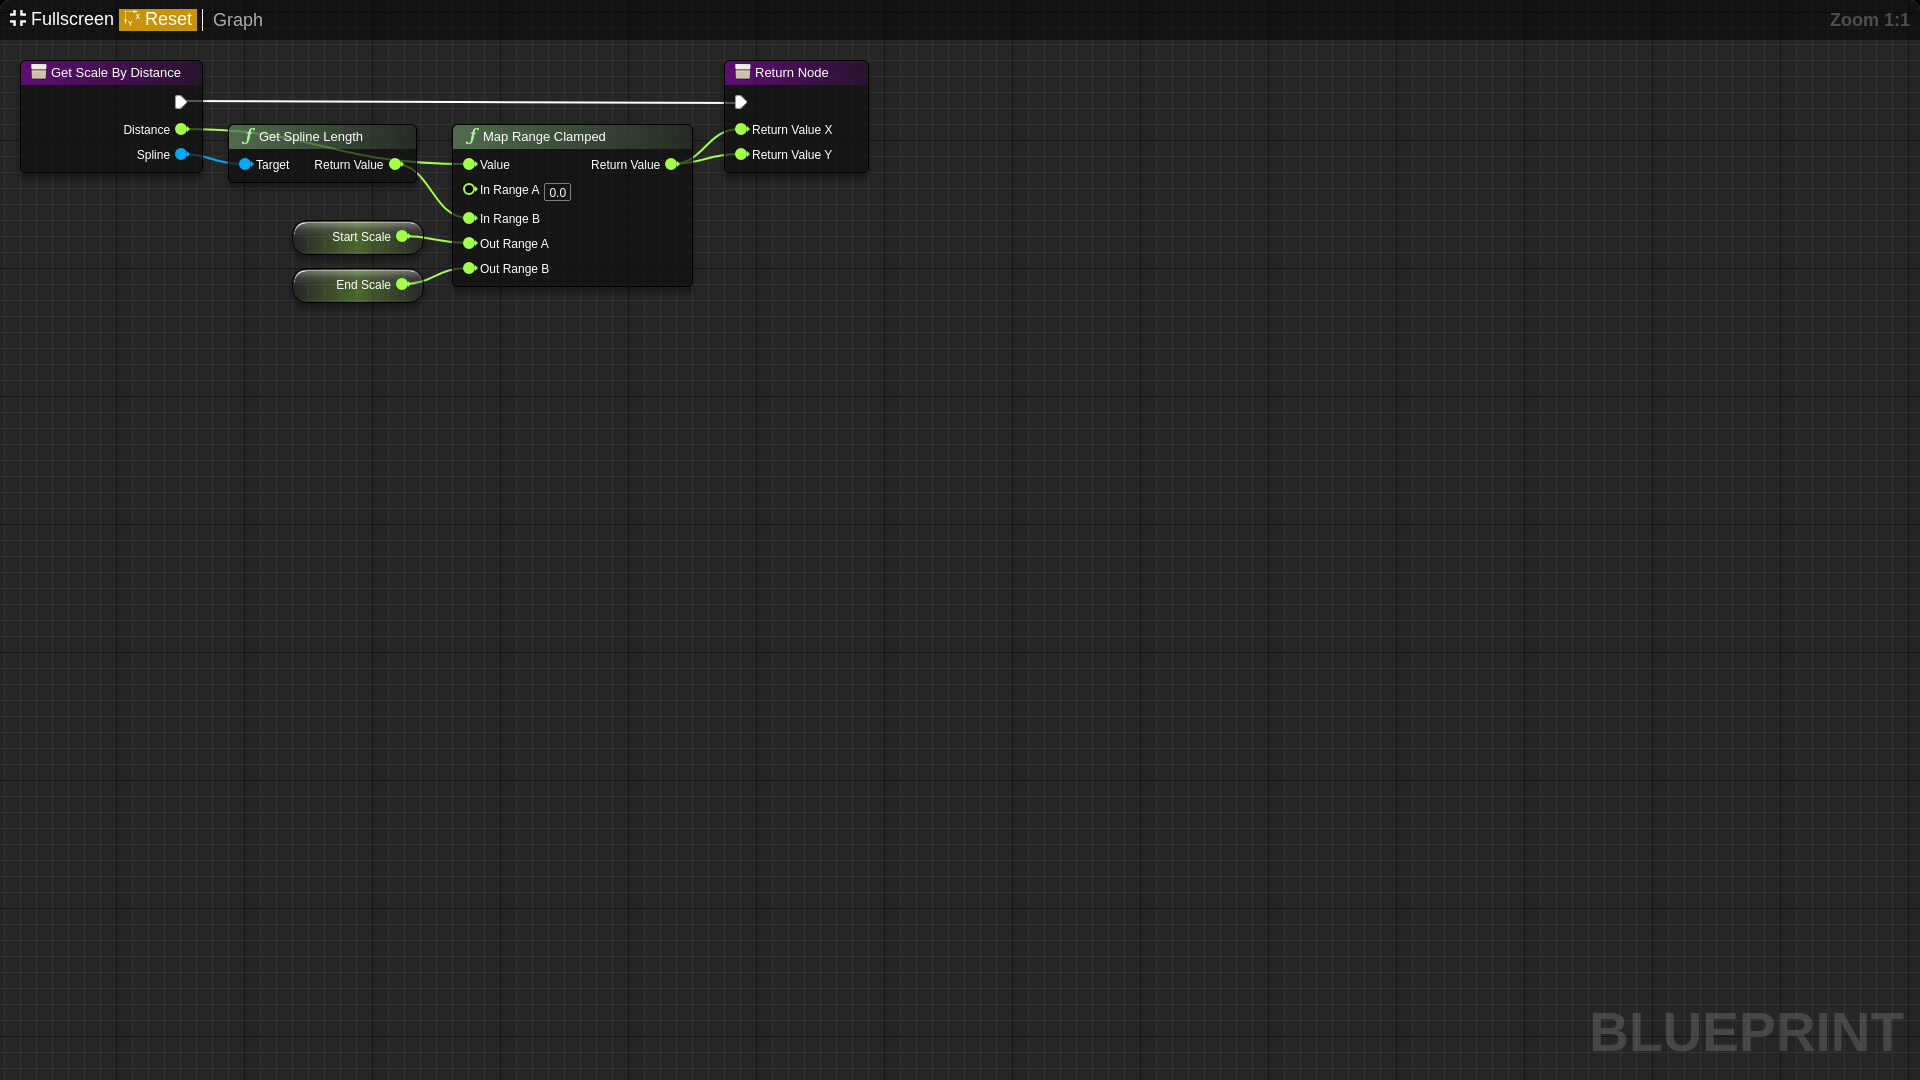 Fullscreen Reset Graph
Zoom 1:1
Get Scale By Distance
Distance
Spline
f Get Spline Length
Target Return Value
Start Scale
End Scale
f Map Range Clamped
Value Return Value
In Range A 0.0
In Range B
Out Range A
Out Range B
Return Node
Return Value X
Return Value Y
BLUEPRINT